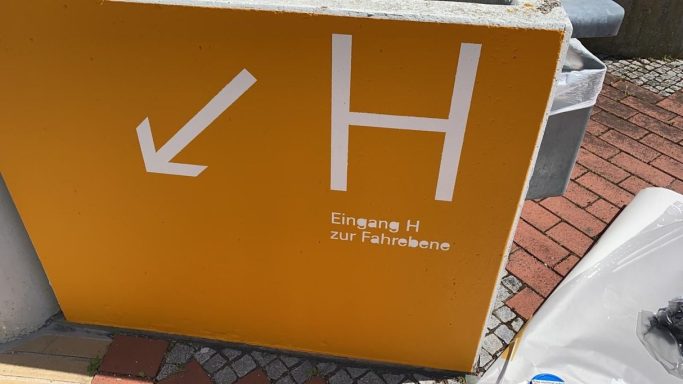 H
Eingang H
zur Fahrebene